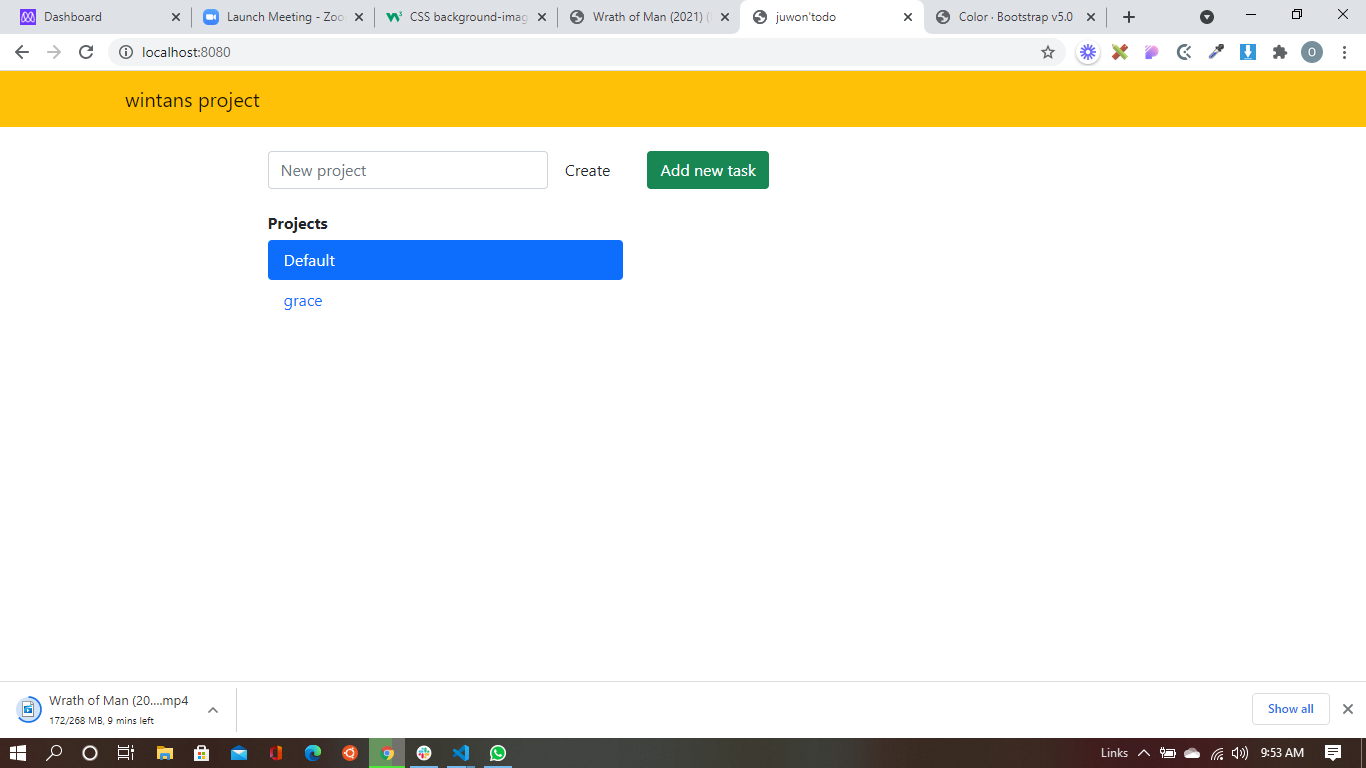 Dashboard
Launch Meeting - Zoo
CSS background-imag
Wrath of Man (2021) (
juwon'todo
Color · Bootstrap v5.0
localhost:8080
O
wintans project
New project
Create
Add new task
Projects
Default
grace
Wrath of Man (20....mp4
172/268 MB, 9 mins left
Show all
Links
9:53 AM